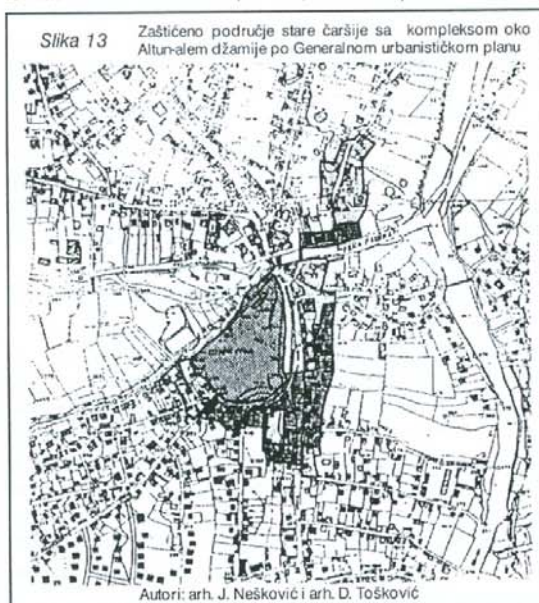 Slika 13
Zaštićeno područje stare čaršije sa kompleksom oko
Altun-alem džamije po Generalnom urbanističkom planu
Autori: arh. J. Nešković i arh. D. Tošković